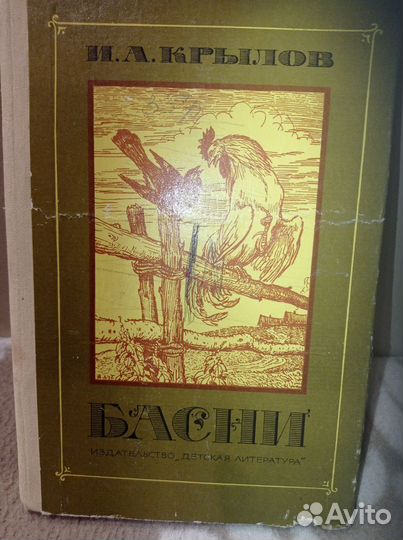 И. А. КРЫЛОВ
БАСНИ
ИЗДАТЕЛЬСТВО „ДЕТСКАЯ ЛИТЕРАТУРА"
Avito